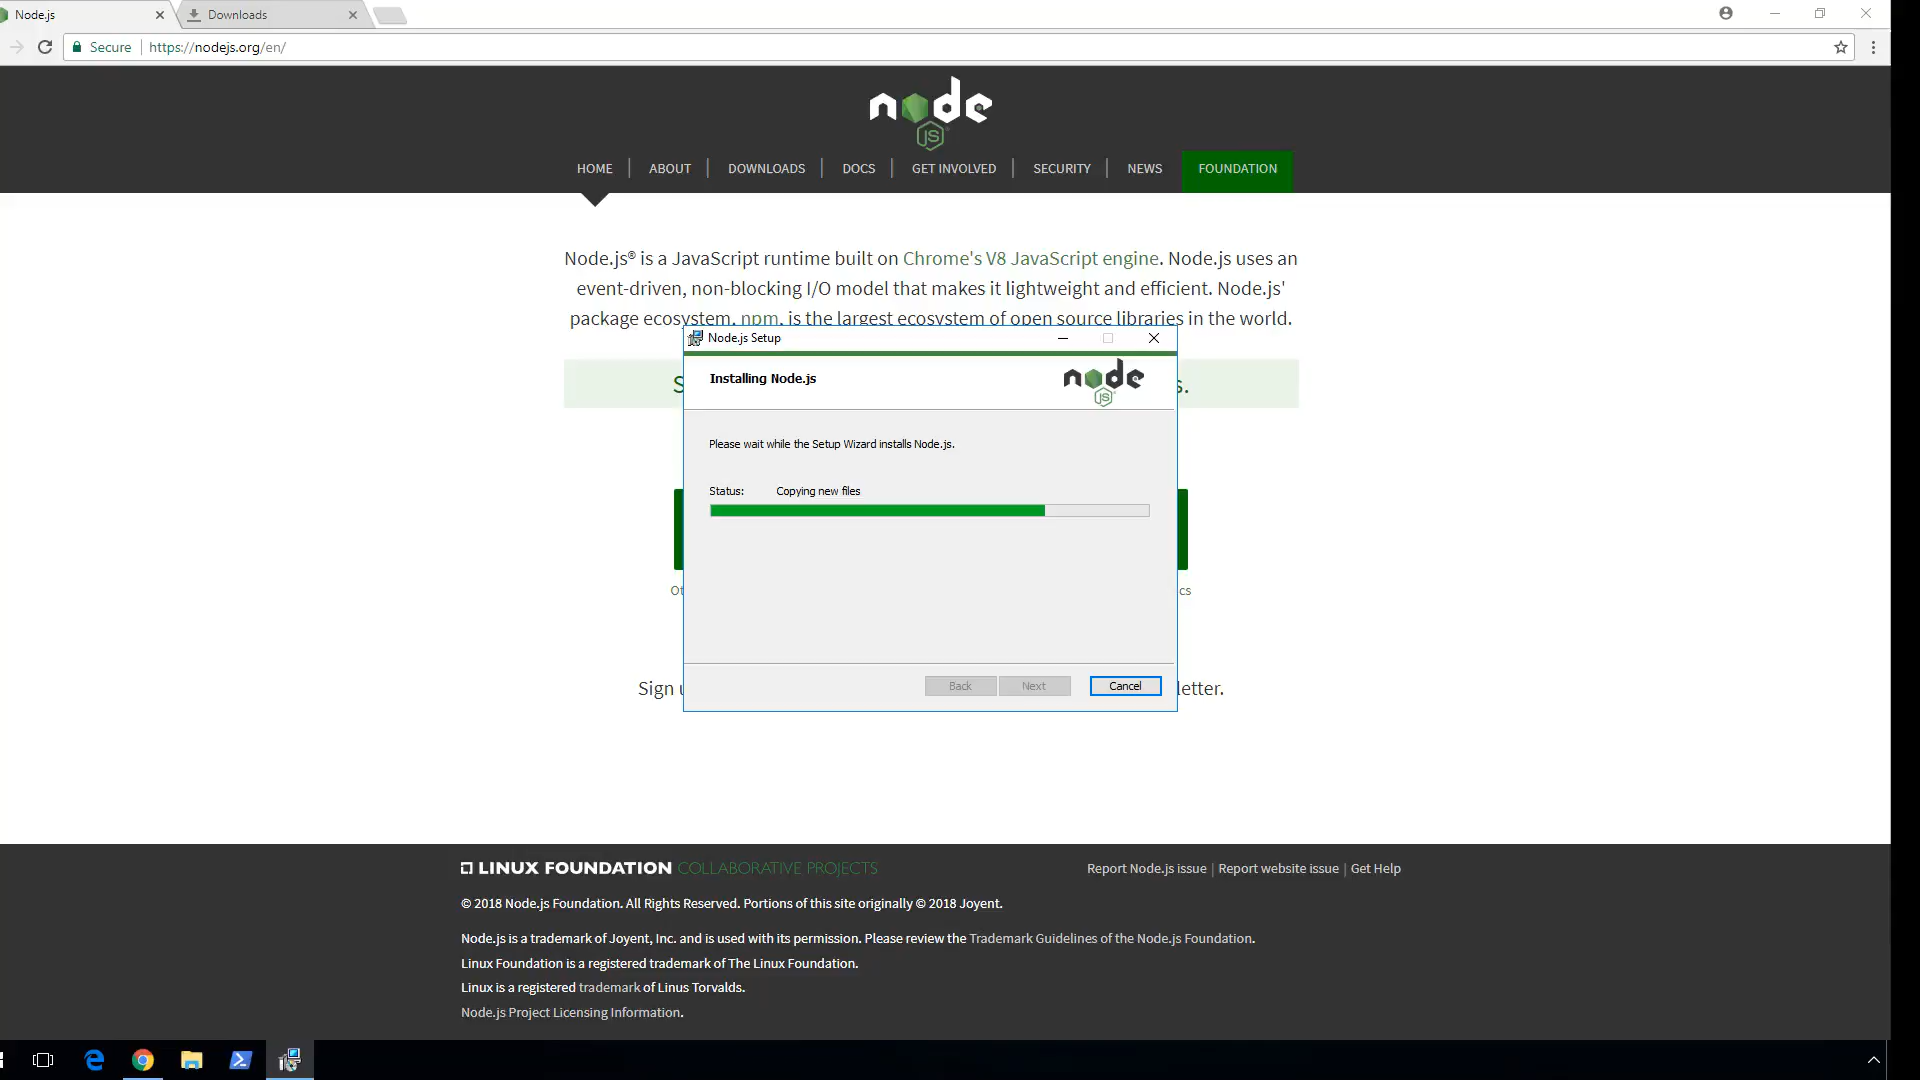 Node.js
Downloads
Secure
https://nodejs.org/en/
node
JS
HOME
ABOUT
DOWNLOADS
DOCS
GET INVOLVED
SECURITY
NEWS
FOUNDATION
Node.js® is a JavaScript runtime built on Chrome's V8 JavaScript engine. Node.js uses an
event-driven, non-blocking I/O model that makes it lightweight and efficient. Node.js'
package ecosystem, npm, is the largest ecosystem of open source libraries in the world.
Node.js Setup
Installing Node.js
node
JS
Please wait while the Setup Wizard installs Node.js.
Status: Copying new files
Back
Next
Cancel
Sign
letter.
LINUX FOUNDATION COLLABORATIVE PROJECTS
Report Node.js issue | Report website issue | Get Help
© 2018 Node.js Foundation. All Rights Reserved. Portions of this site originally © 2018 Joyent.
Node.js is a trademark of Joyent, Inc. and is used with its permission. Please review the Trademark Guidelines of the Node.js Foundation.
Linux Foundation is a registered trademark of The Linux Foundation.
Linux is a registered trademark of Linus Torvalds.
Node.js Project Licensing Information.